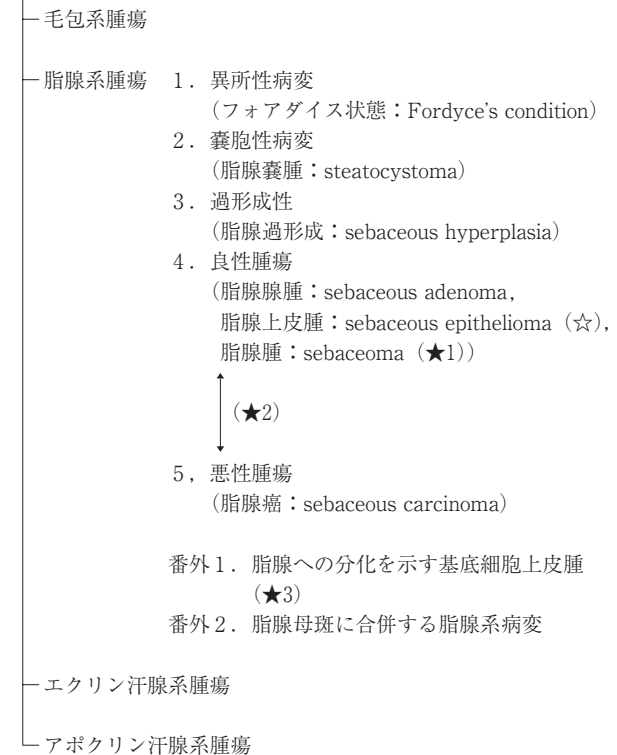 毛包系腫瘍
脂腺系腫瘍 1．異所性病変
（フォアダイス状態：Fordyce's condition）
2．嚢胞性病変
（脂腺嚢腫：steatocystoma）
3．過形成性
（脂腺過形成：sebaceous hyperplasia）
4．良性腫瘍
（脂腺腺腫：sebaceous adenoma，
脂腺上皮腫：sebaceous epithelioma（☆），
脂腺腫：sebaceoma（★1））
（★2）
5，悪性腫瘍
（脂腺癌：sebaceous carcinoma）
番外1．脂腺への分化を示す基底細胞上皮腫
（★3）
番外2．脂腺母斑に合併する脂腺系病変
エクリン汗腺系腫瘍
アポクリン汗腺系腫瘍